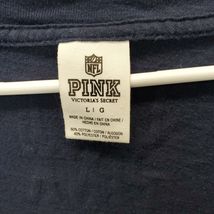 NFL
PINK
VICTORIA'S SECRET
L | G
MADE IN CHINA / FAIT EN CHINE /
HECHO EN CHINA
60% COTTON / COTON / ALGODON
40% POLYESTER / POLYESTER